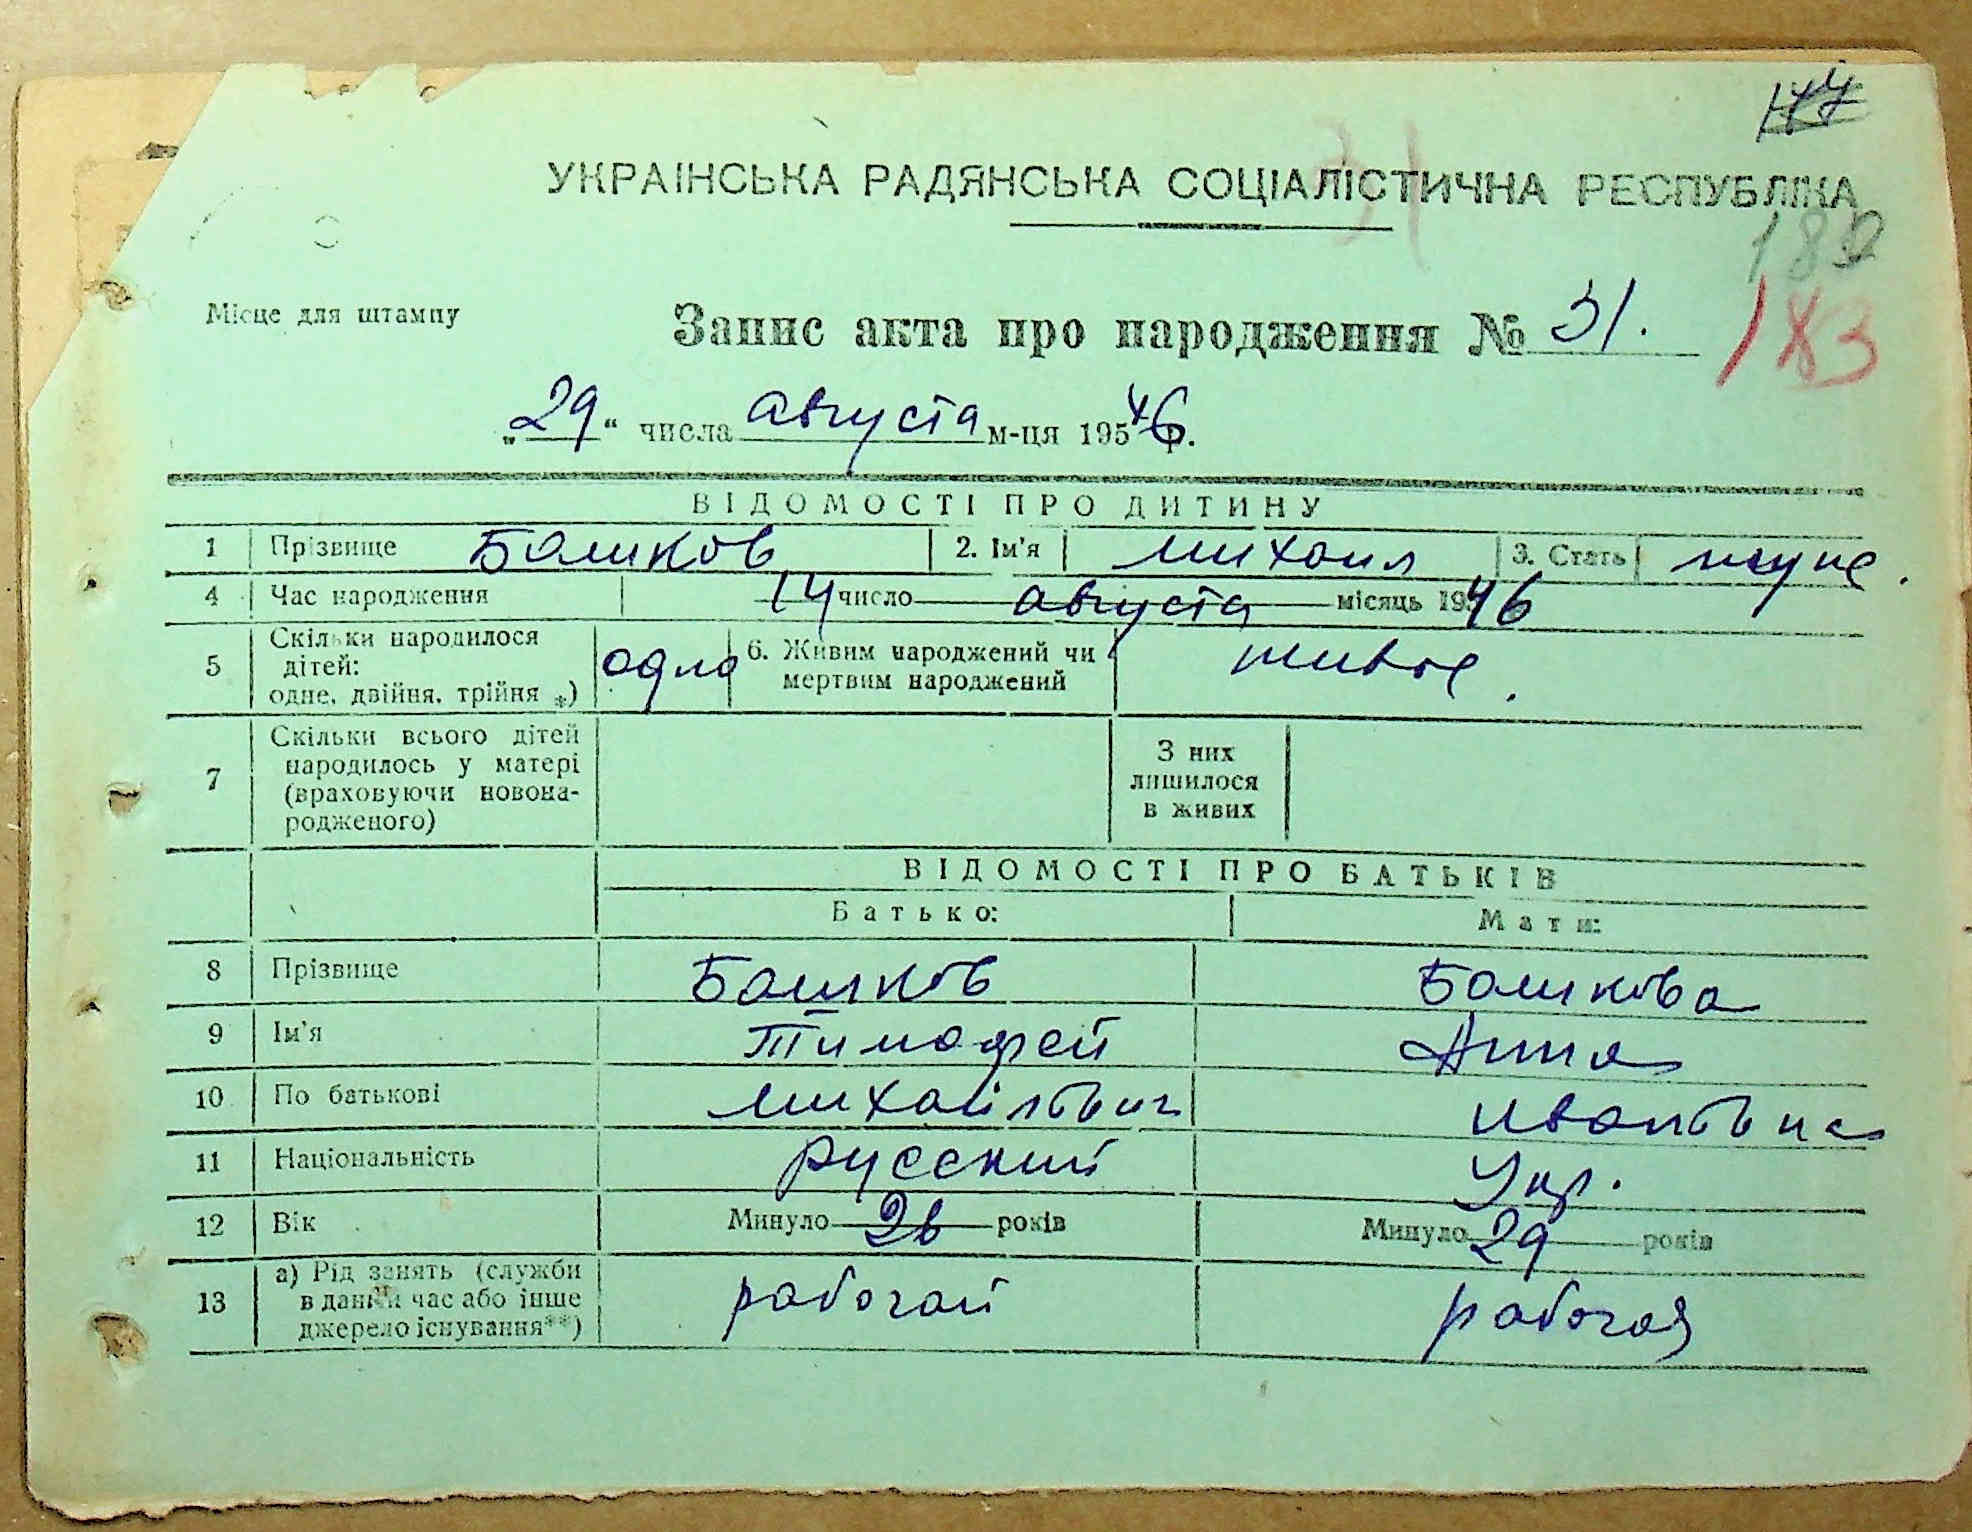 144
УКРАЇНСЬКА РАДЯНСЬКА СОЦІАЛІСТИЧНА РЕСПУБЛІКА
182
183
Місце для штампу
Запис акта про народження № 31.
„29“ числа августа м-ця 195 46 р.
ВІДОМОСТІ ПРО ДИТИНУ
1 Прізвище Башков 2. Ім'я Михаил 3. Стать муже.
4 Час народження 14 число августа місяць 1946
5 Скільки народилося дітей: одне, двійня, трійня *) одно 6. Живим народжений чи мертвим народжений живое.
7 Скільки всього дітей народилось у матері (враховуючи новонародженого) З них лишилося в живих
ВІДОМОСТІ ПРО БАТЬКІВ
Батько: Мати:
8 Прізвище Башков Башкова
9 Ім'я Тимофей Анна
10 По батькові Михайлович Ивановна
11 Національність русский Укр.
12 Вік Минуло 26 років Минуло 29 років
13 а) Рід занять (служби в даний час або інше джерело існування**) рабочий рабочая